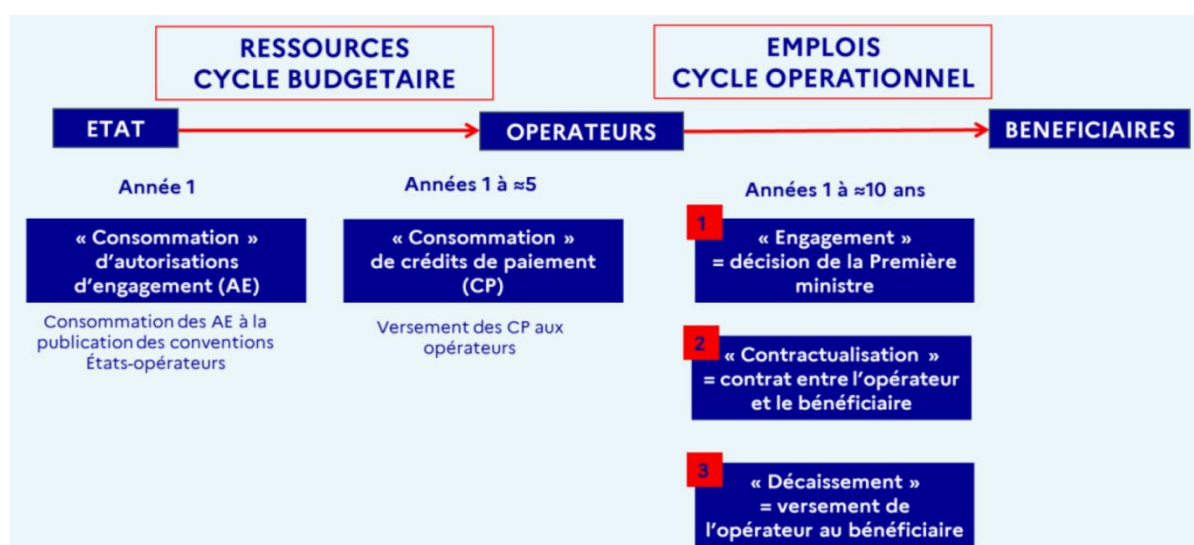 RESSOURCES
CYCLE BUDGETAIRE
EMPLOIS
CYCLE OPERATIONNEL
ETAT
OPERATEURS
BENEFICIAIRES
Année 1
« Consommation »
d'autorisations
d'engagement (AE)
Consommation des AE à la
publication des conventions
États-opérateurs
Années 1 à ≈5
« Consommation »
de crédits de paiement
(CP)
Versement des CP aux
opérateurs
Années 1 à ≈10 ans
1
« Engagement »
= décision de la Première
ministre
2
« Contractualisation »
= contrat entre l'opérateur
et le bénéficiaire
3
« Décaissement »
= versement de
l'opérateur au bénéficiaire